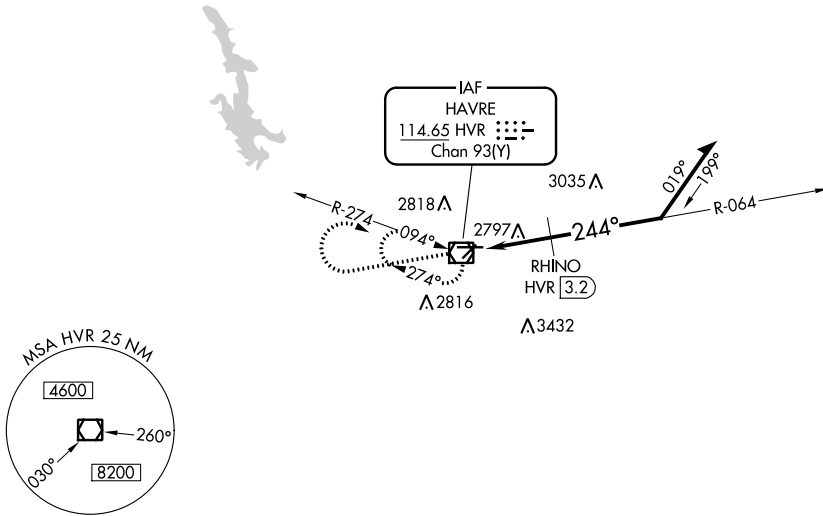 IAF
HAVRE
114.65 HVR
Chan 93(Y)
3035
019°
199°
2818
R-274
R-064
094°
2797
244°
RHINO
HVR 3.2
274°
2816
3432
MSA HVR 25 NM
4600
260°
030°
8200